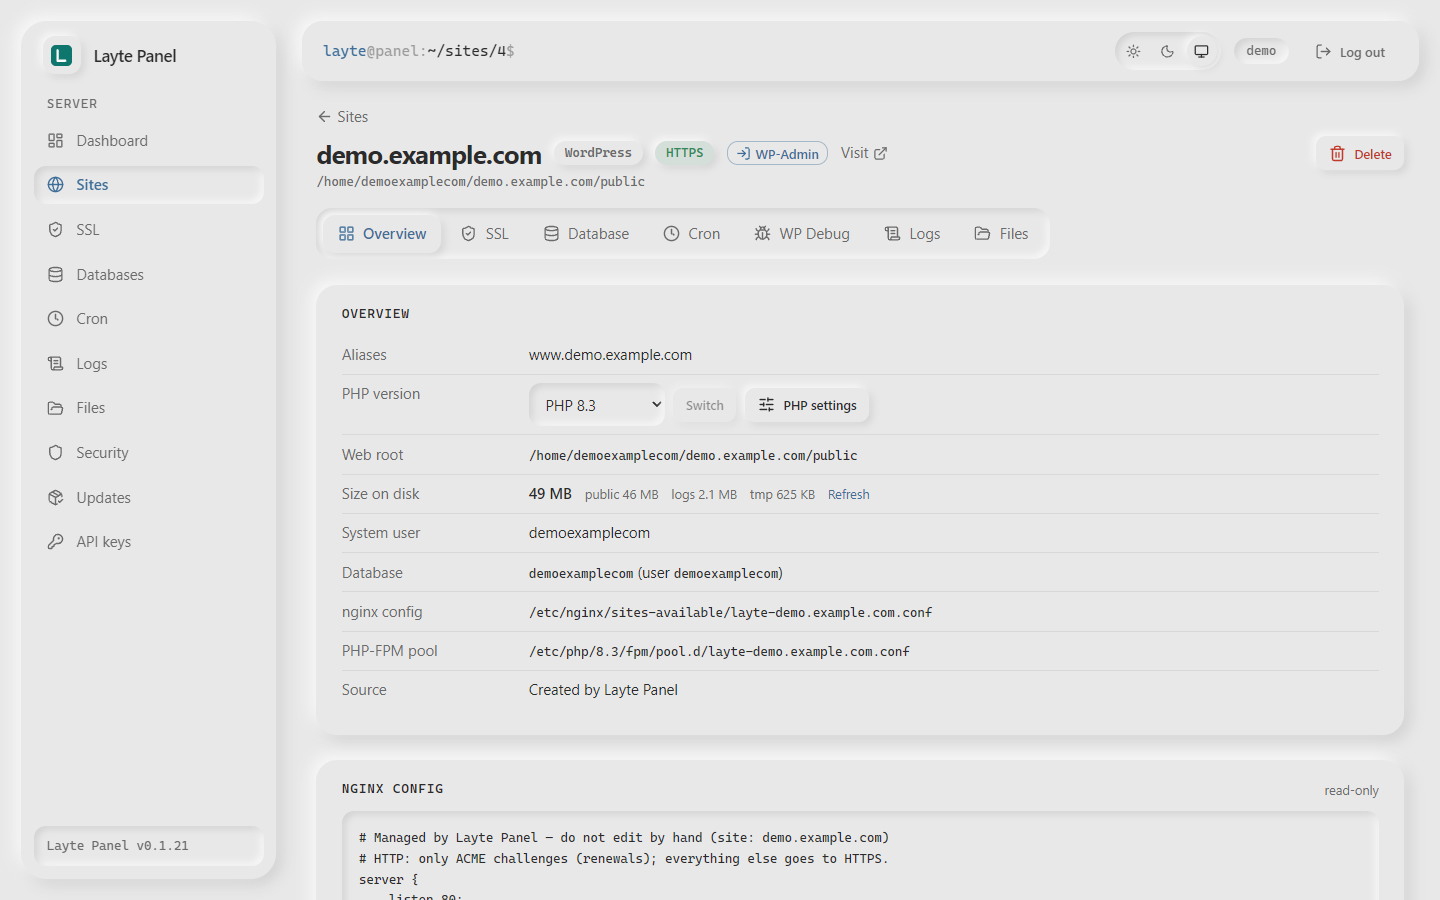 Layte Panel
SERVER
Dashboard
Sites
SSL
Databases
Cron
Logs
Files
Security
Updates
API keys
Layte Panel v0.1.21
layte@panel:~/sites/4$
demo
Log out
Sites
demo.example.com WordPress HTTPS WP-Admin Visit
/home/demoexamplecom/demo.example.com/public
Delete
Overview SSL Database Cron WP Debug Logs Files
OVERVIEW
Aliases www.demo.example.com
PHP version PHP 8.3 Switch PHP settings
Web root /home/demoexamplecom/demo.example.com/public
Size on disk 49 MB public 46 MB logs 2.1 MB tmp 625 KB Refresh
System user demoexamplecom
Database demoexamplecom (user demoexamplecom)
nginx config /etc/nginx/sites-available/layte-demo.example.com.conf
PHP-FPM pool /etc/php/8.3/fpm/pool.d/layte-demo.example.com.conf
Source Created by Layte Panel
NGINX CONFIG read-only
# Managed by Layte Panel — do not edit by hand (site: demo.example.com)
# HTTP: only ACME challenges (renewals); everything else goes to HTTPS.
server {
listen 80;